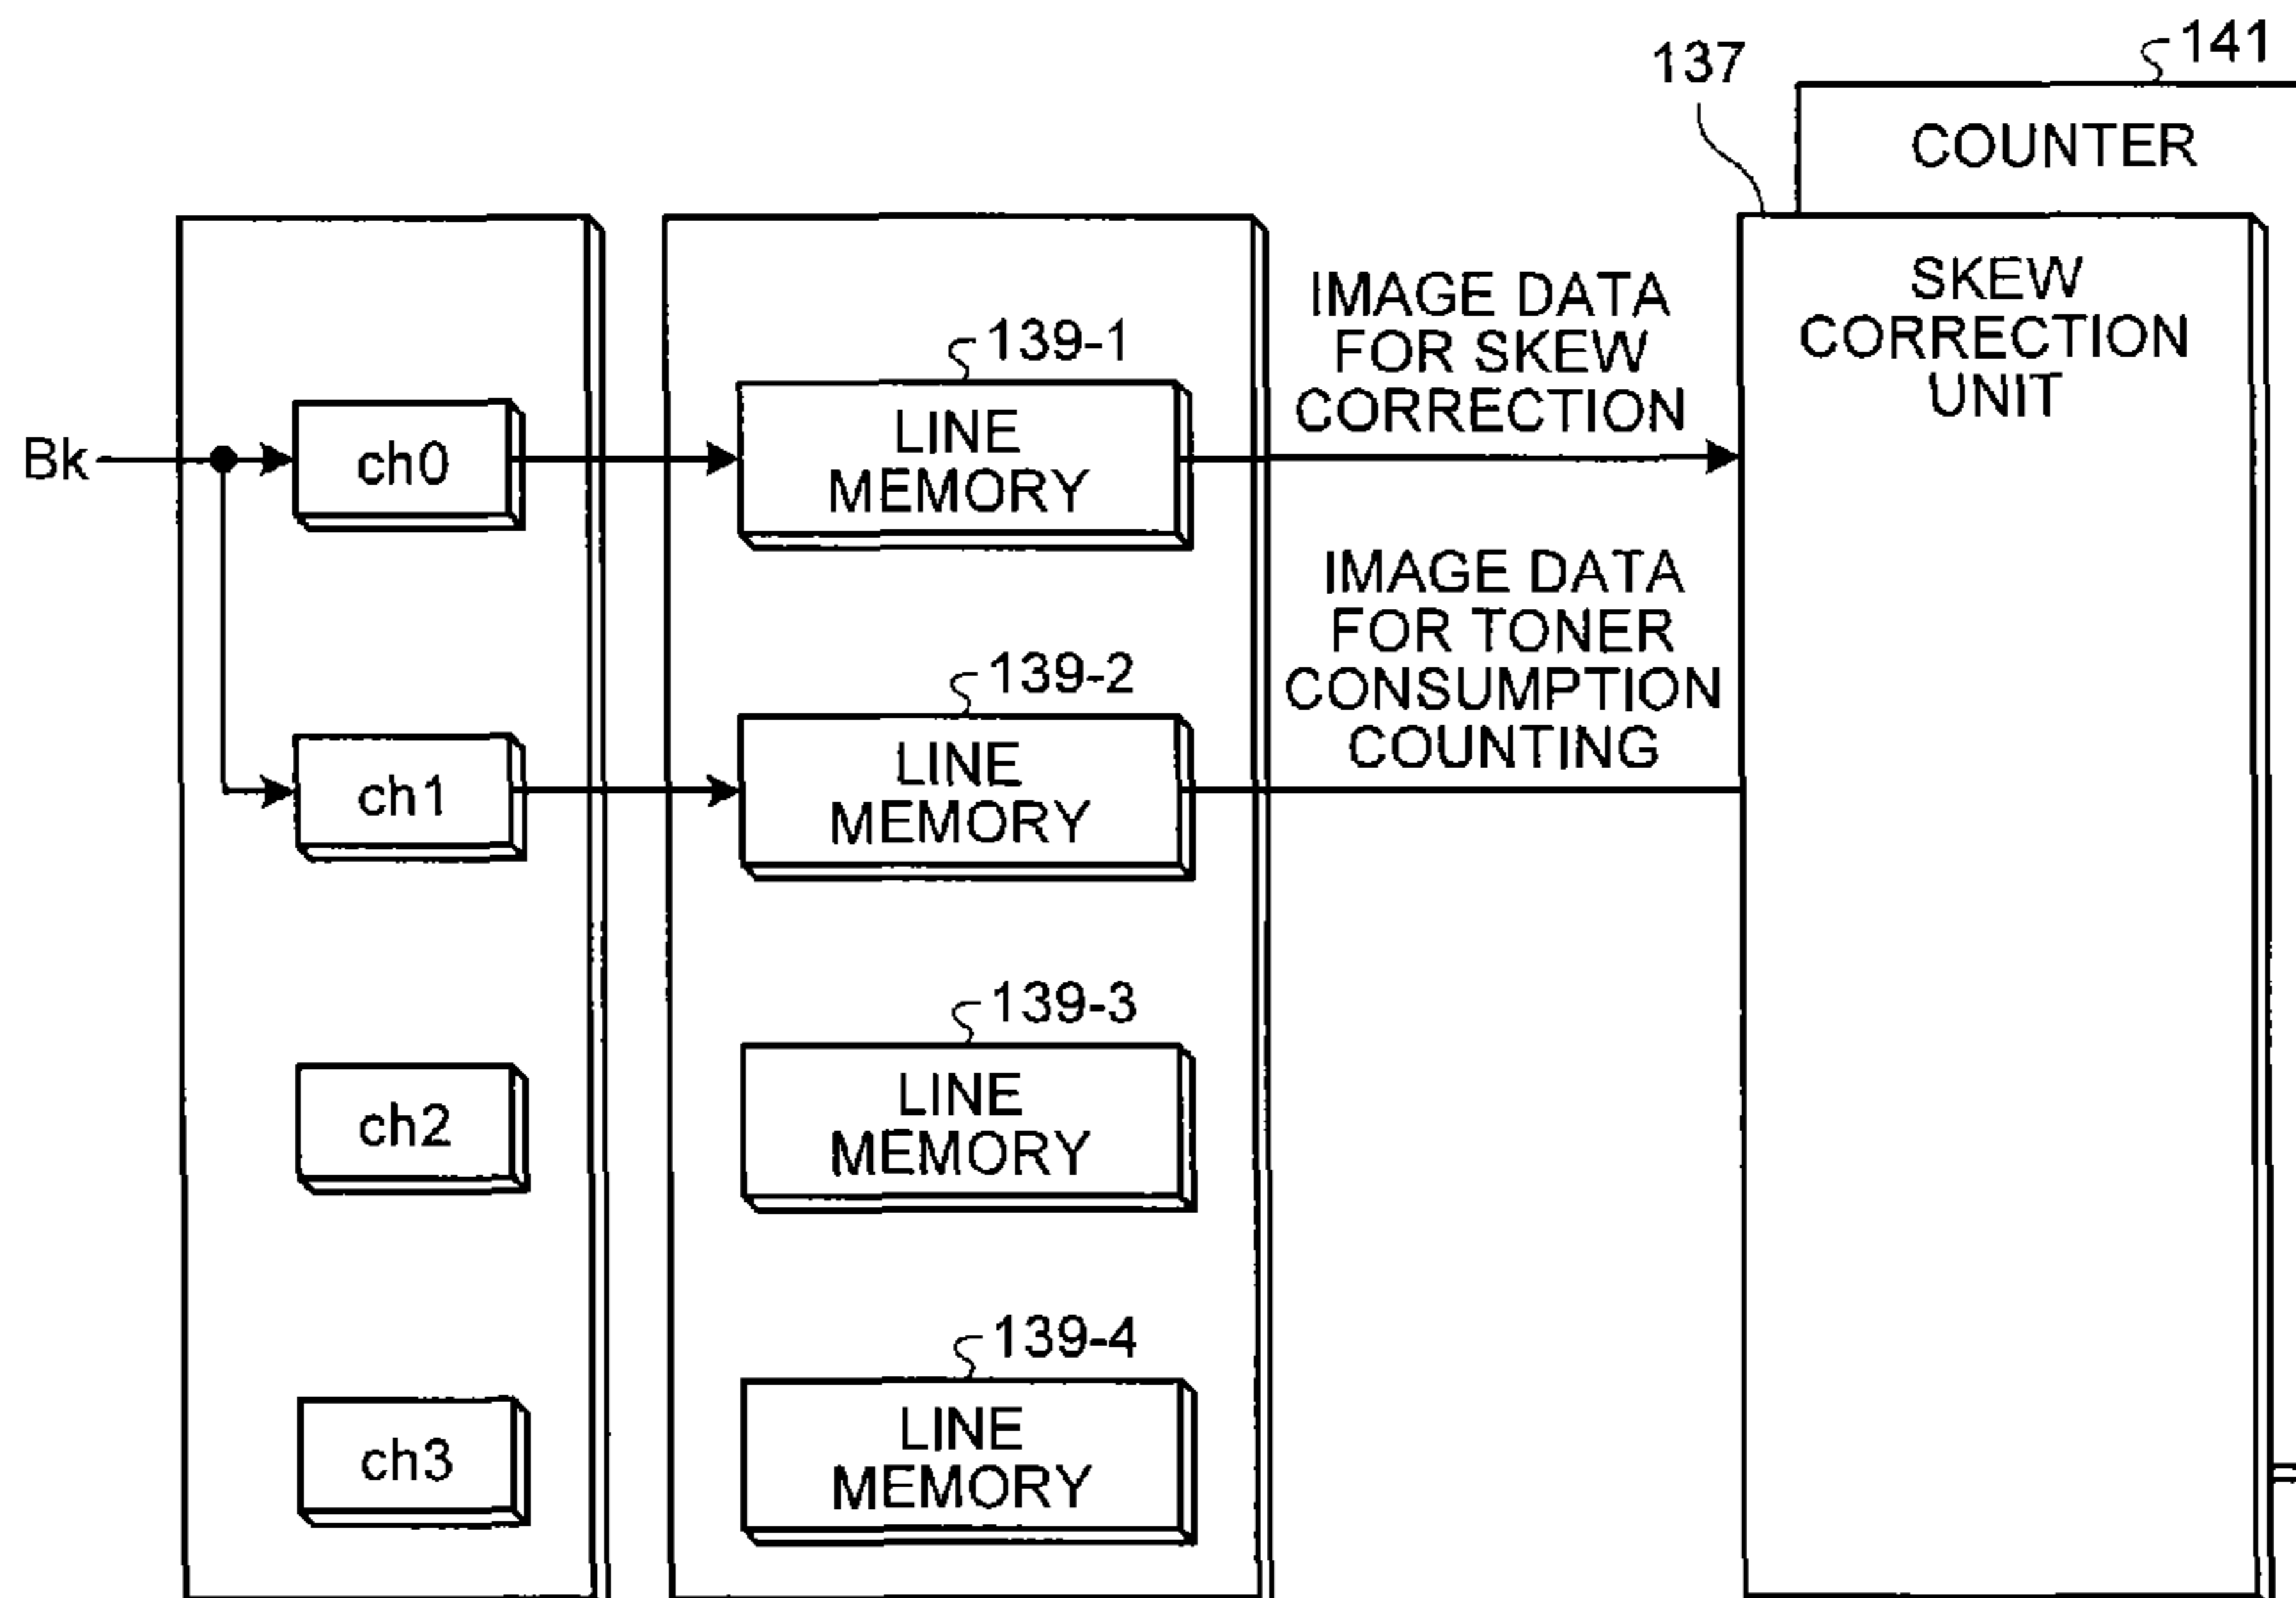 141
137
COUNTER
SKEW
CORRECTION
UNIT
IMAGE DATA
FOR SKEW
CORRECTION
139-1
LINE
MEMORY
Bk
ch0
IMAGE DATA
FOR TONER
CONSUMPTION
COUNTING
139-2
LINE
MEMORY
ch1
139-3
LINE
MEMORY
ch2
139-4
LINE
MEMORY
ch3